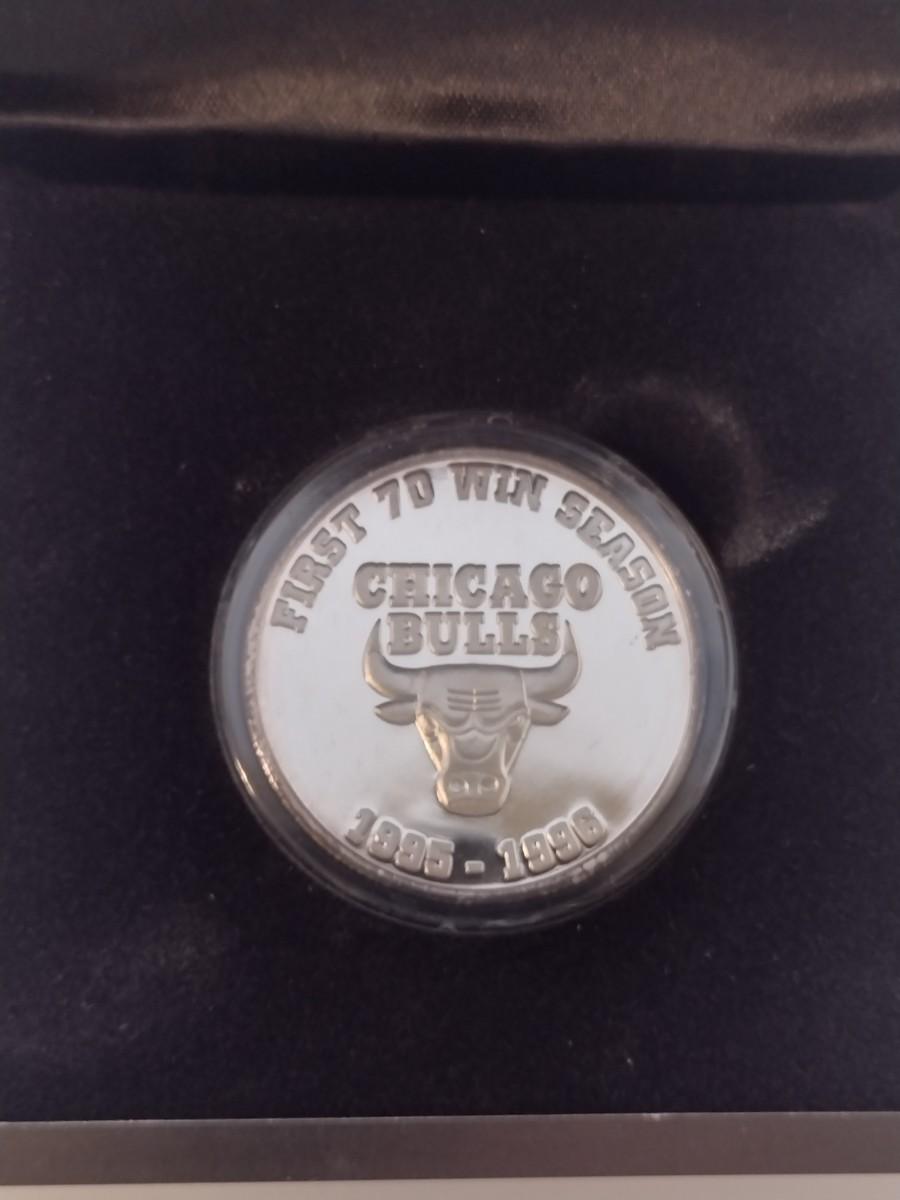 FIRST 70 WIN SEASON
CHICAGO
BULLS
1995 - 1996